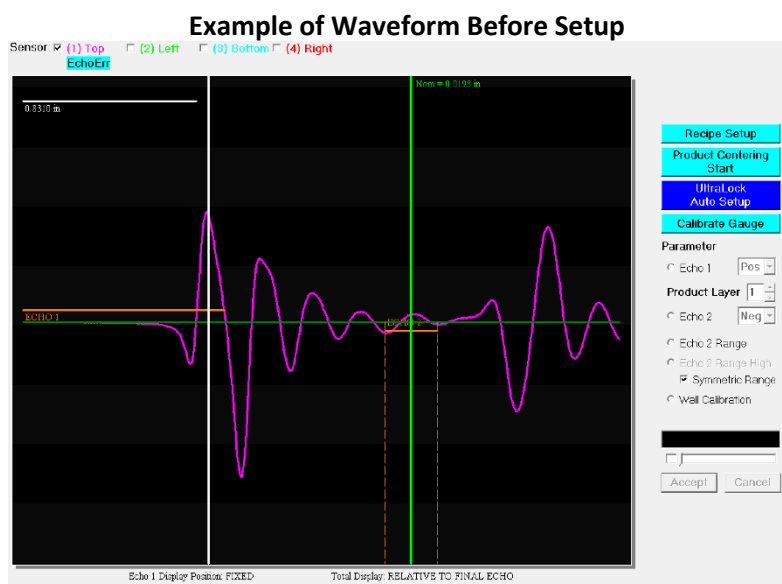 Example of Waveform Before Setup
Sensor: (1) Top (2) Left (3) Bottom (4) Right
EchoErr
Nom = 0.0195 in
0.8310 in
ECHO 1
Recipe Setup
Product Centering
Start
UltraLock
Auto Setup
Calibrate Gauge
Parameter
Echo 1 Pos
Product Layer 1
Echo 2 Neg
Echo 2 Range
Echo 2 Range High
Symmetric Range
Wall Calibration
Accept Cancel
Echo 1 Display Position: FIXED Total Display: RELATIVE TO FINAL ECHO